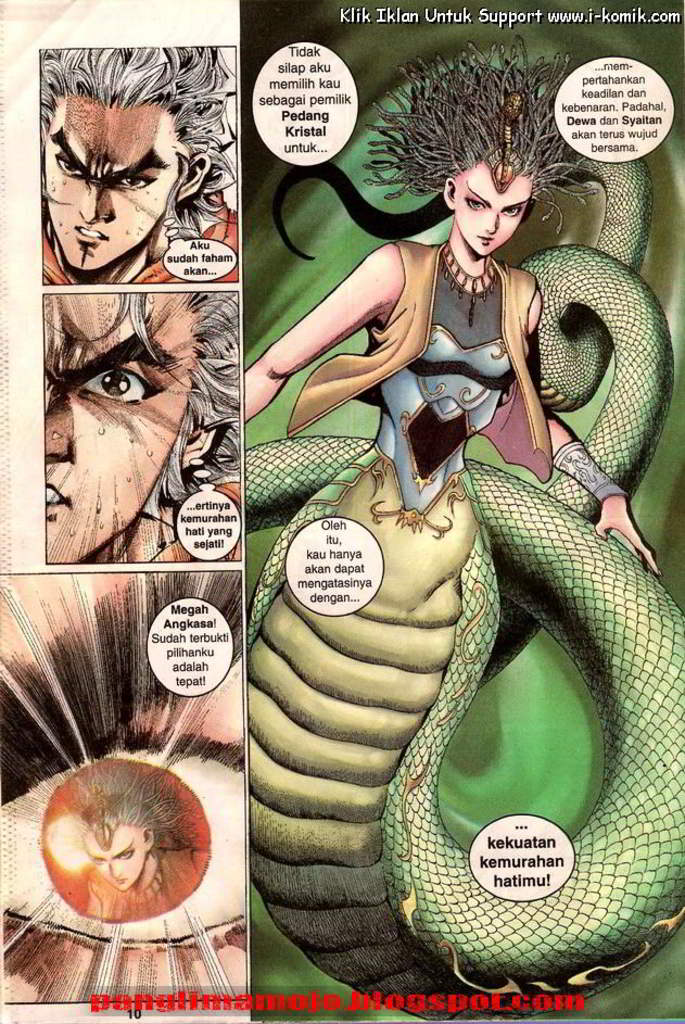 Klik Iklan Untuk Support www.i-komik.com
Aku
sudah faham
akan...
...ertinya
kemurahan
hati yang
sejati!
Megah
Angkasa!
Sudah terbukti
pilihanku
adalah
tepat!
Tidak
silap aku
memilih kau
sebagai pemilik
Pedang
Kristal
untuk...
...mem-
pertahankan
keadilan dan
kebenaran. Padahal,
Dewa dan Syaitan
akan terus wujud
bersama.
Oleh
itu,
kau hanya
akan dapat
mengatasinya
dengan...
...
kekuatan
kemurahan
hatimu!
panglimamojo.blogspot.com
10